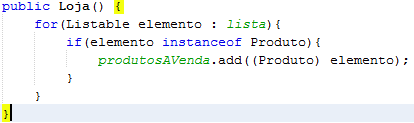 public Loja() {
for(Listable elemento : lista){
if(elemento instanceof Produto){
produtosAVenda.add((Produto) elemento);
}
}
}